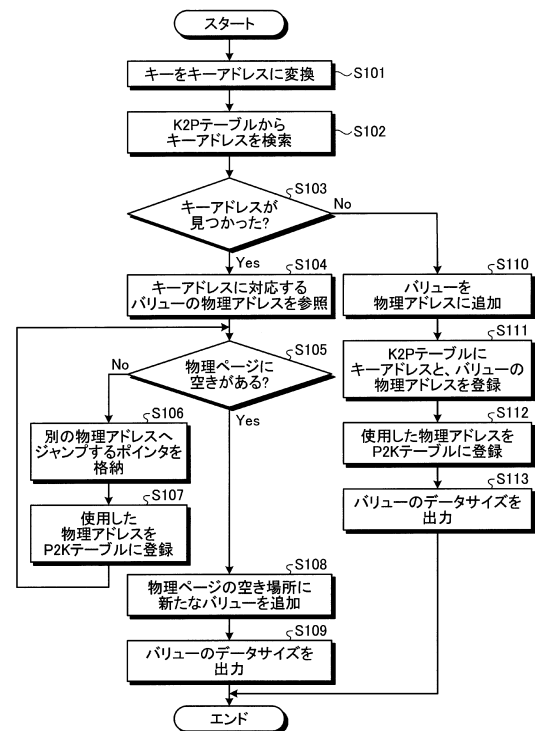 スタート
キーをキーアドレスに変換
S101
K2Pテーブルから
キーアドレスを検索
S102
S103
キーアドレスが
見つかった?
No
Yes
S104
キーアドレスに対応する
バリューの物理アドレスを参照
S105
物理ページに
空きがある?
No
Yes
S106
別の物理アドレスへ
ジャンプするポインタを
格納
S107
使用した
物理アドレスを
P2Kテーブルに登録
S108
物理ページの空き場所に
新たなバリューを追加
S109
バリューのデータサイズを
出力
S110
バリューを
物理アドレスに追加
S111
K2Pテーブルに
キーアドレスと、バリューの
物理アドレスを登録
S112
使用した物理アドレスを
P2Kテーブルに登録
S113
バリューのデータサイズを
出力
エンド